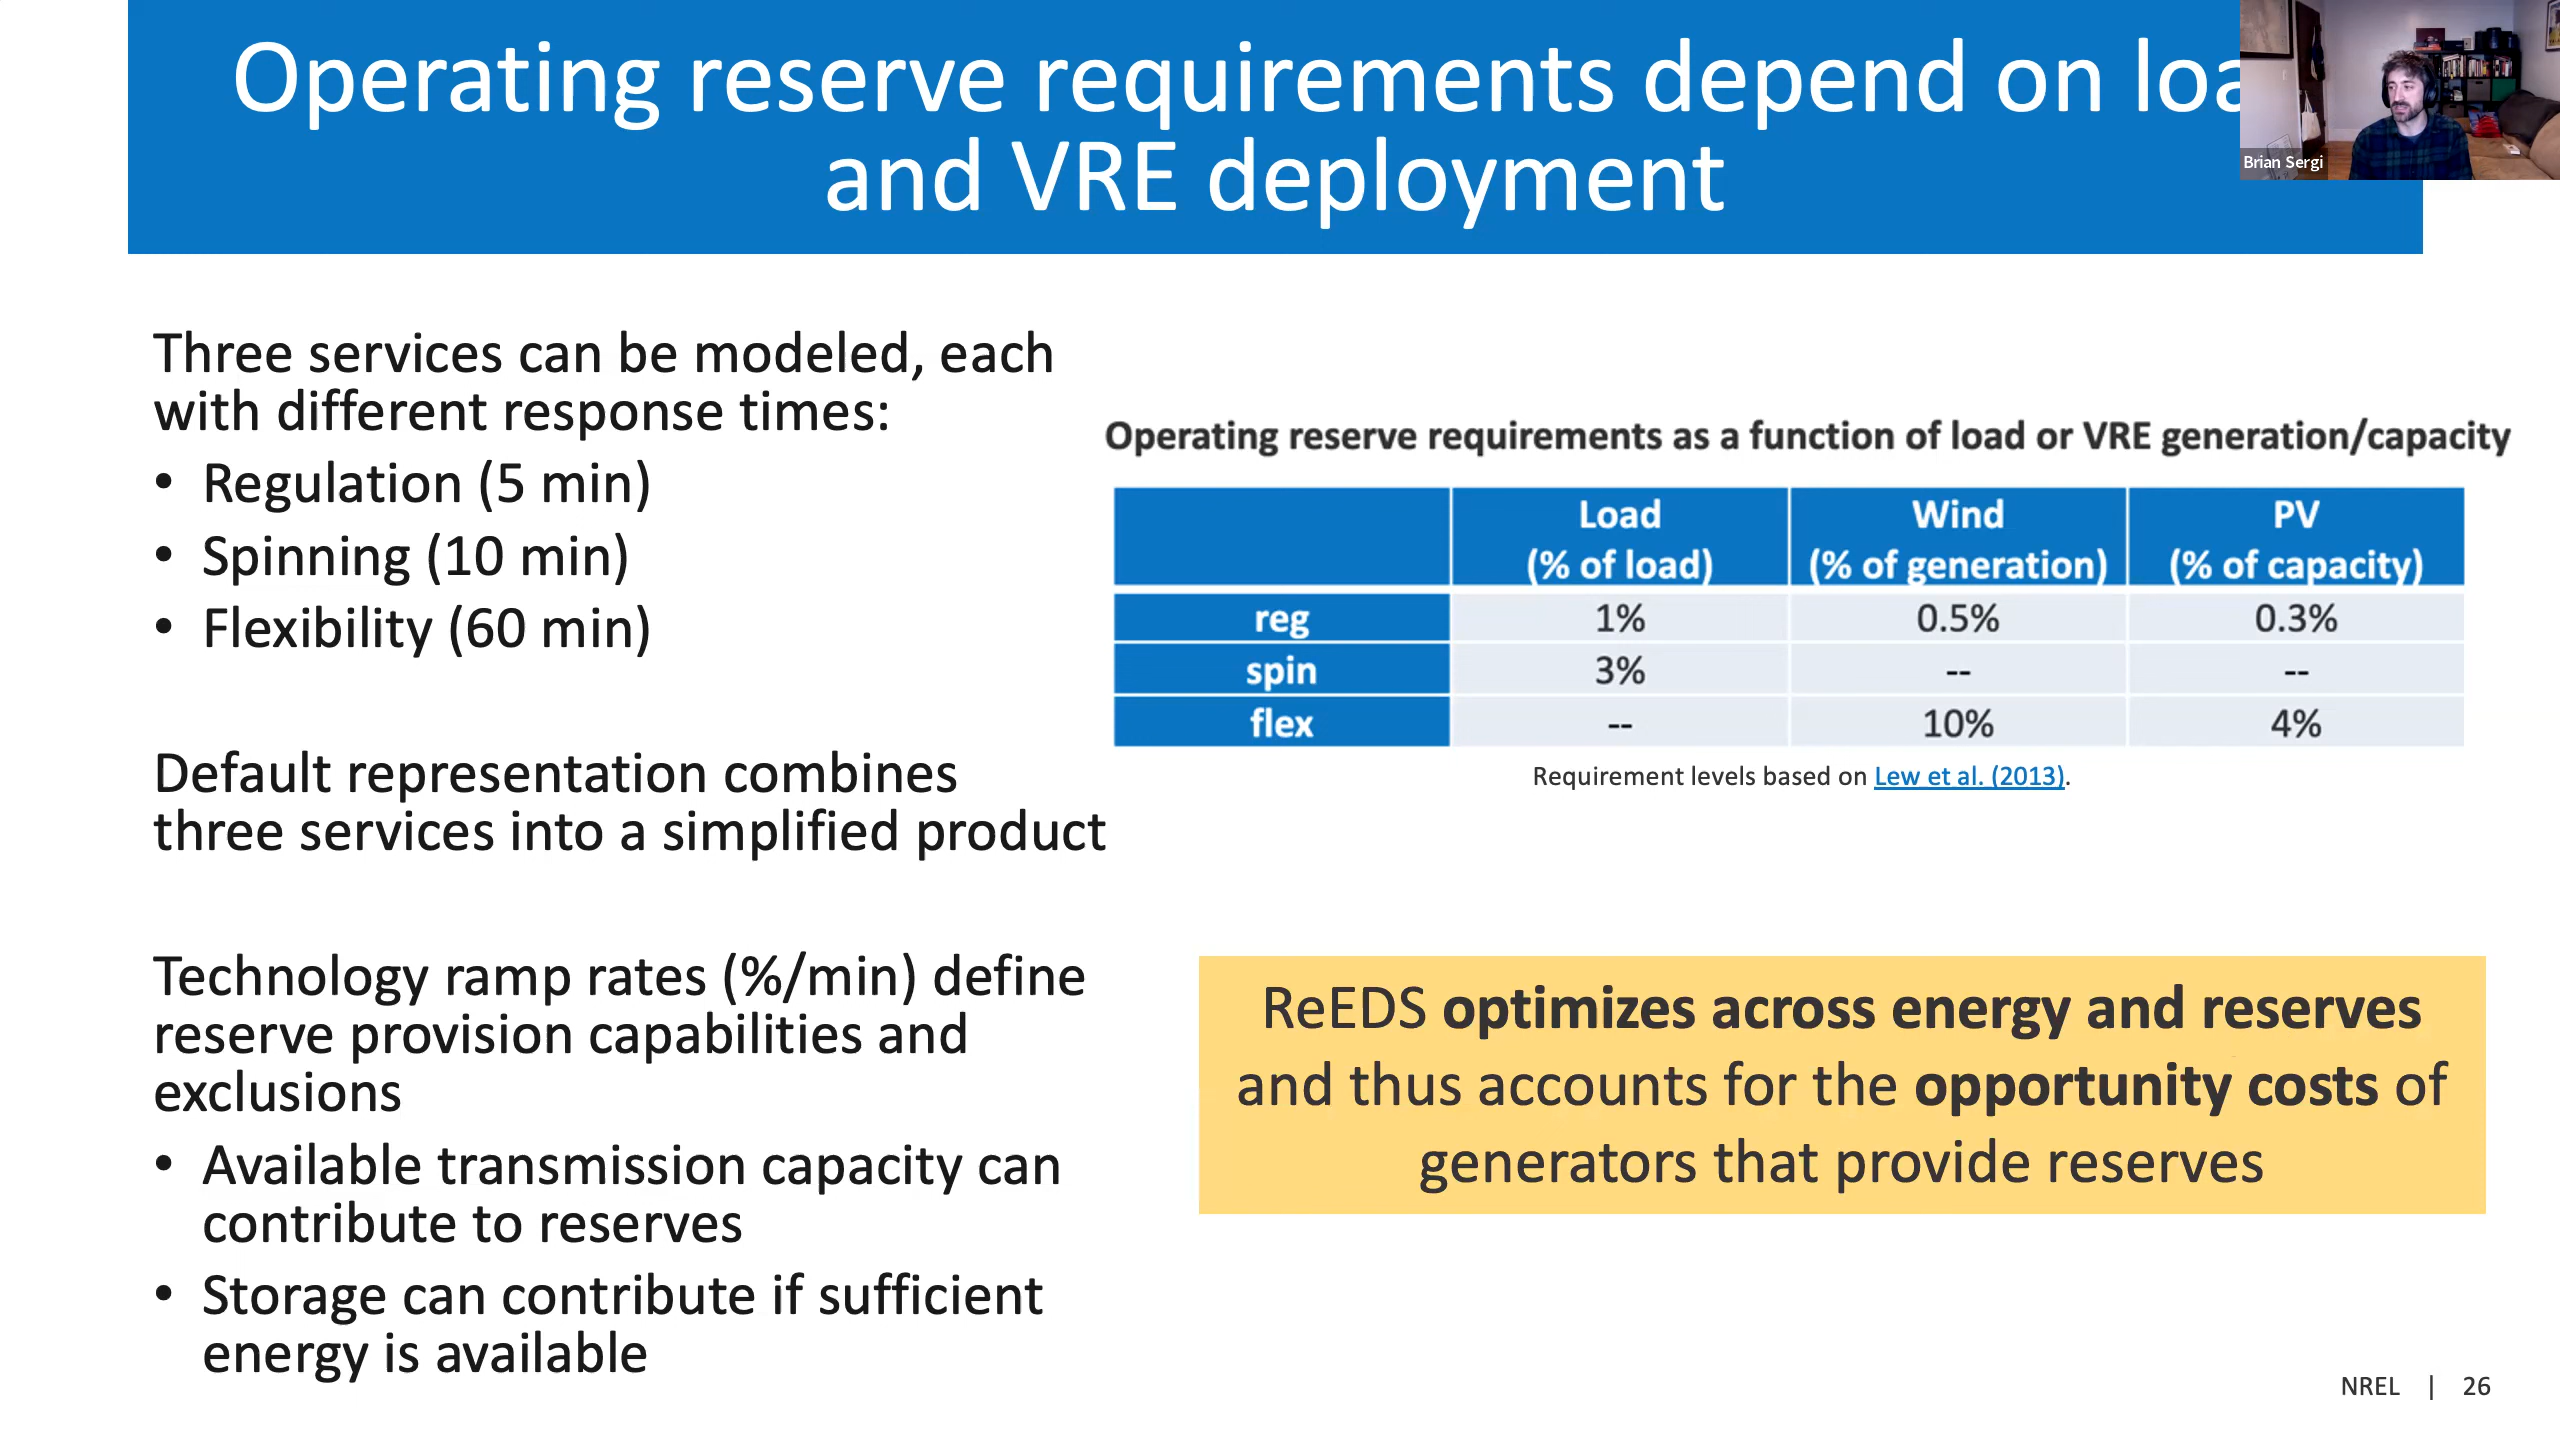 Operating reserve requirements depend on
and VRE deployment
Brian Sergi
Three services can be modeled, each
with different response times:
• Regulation (5 min)
• Spinning (10 min)
• Flexibility (60 min)
Default representation combines
three services into a simplified product
Technology ramp rates (%/min) define
reserve provision capabilities and
exclusions
• Available transmission capacity can
contribute to reserves
• Storage can contribute if sufficient
energy is available
Operating reserve requirements as a function of load or VRE generation/capacity
Load Wind PV
(% of load) (% of generation) (% of capacity)
reg 1% 0.5% 0.3%
spin 3% -- --
flex -- 10% 4%
Requirement levels based on Lew et al. (2013).
ReEDS optimizes across energy and reserves
and thus accounts for the opportunity costs of
generators that provide reserves
NREL | 26